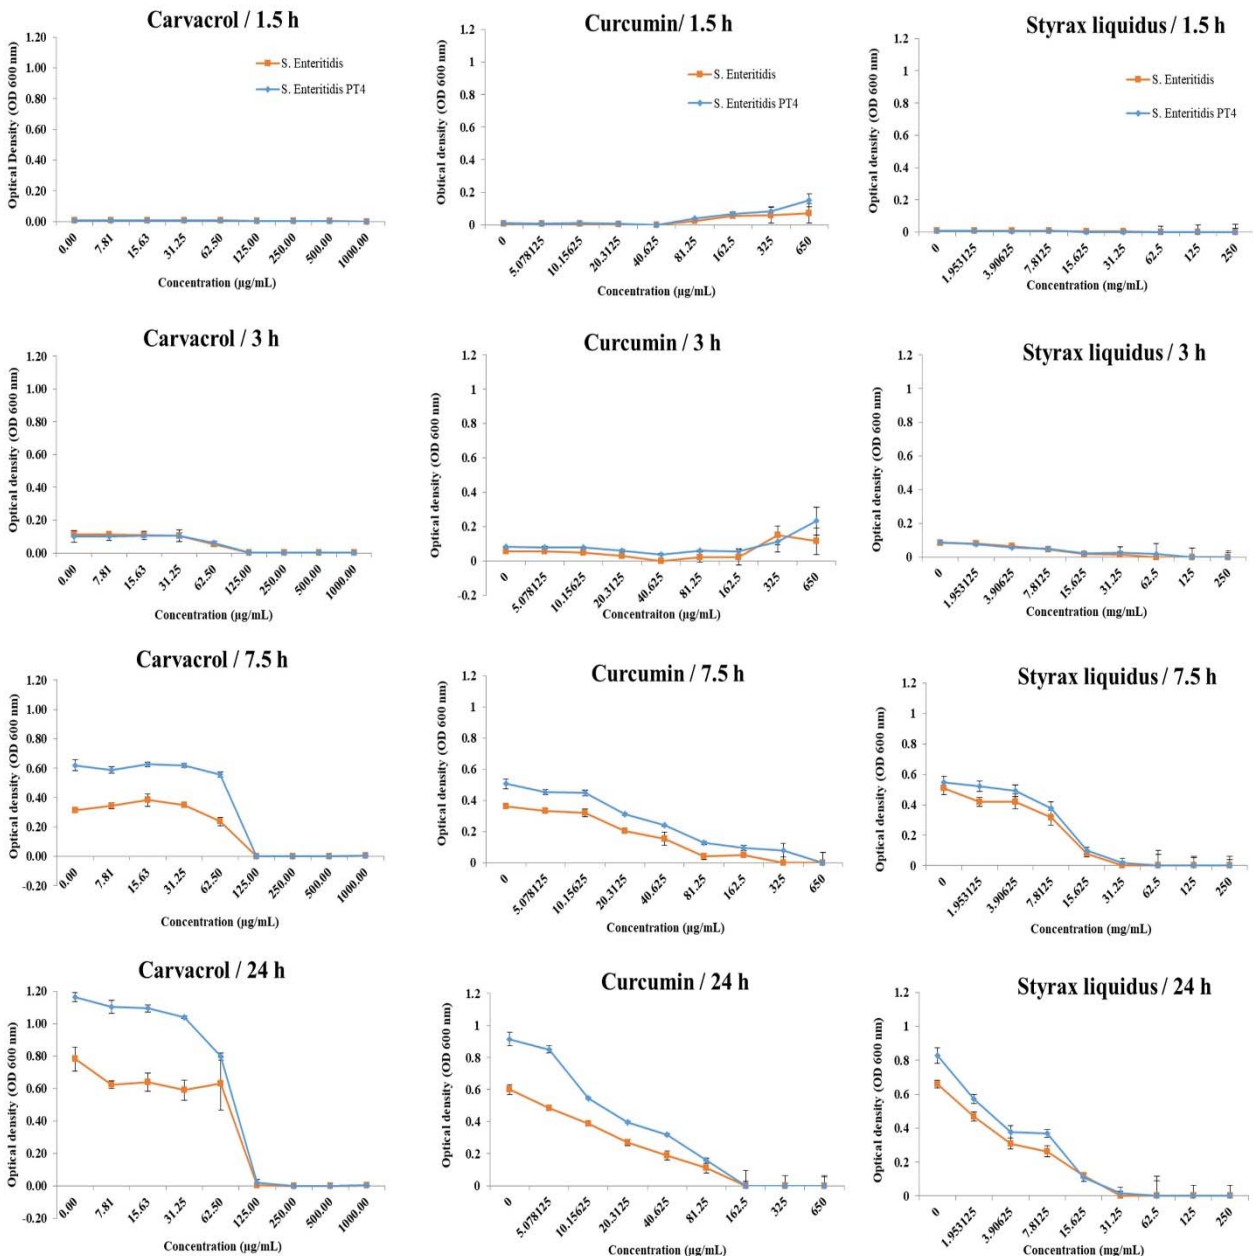 Carvacrol / 1.5 h
Optical Density (OD 600 nm)
1.20
1.00
0.80
0.60
0.40
0.20
0.00
S. Enteritidis
S. Enteritidis PT4
0.00 7.81 15.63 31.25 62.50 125.00 250.00 500.00 1000.00
Concentration (µg/mL)
Curcumin/ 1.5 h
Obtical density (OD 600 nm)
1.2
1
0.8
0.6
0.4
0.2
0
S. Enteritidis
S. Enteritidis PT4
0 5.078125 10.15625 20.3125 40.625 81.25 162.5 325 650
Concentration (µg/mL)
Styrax liquidus / 1.5 h
Optical density (OD 600 nm)
1.2
1
0.8
0.6
0.4
0.2
0
S. Enteritidis
S. Enteritidis PT4
0 1.953125 3.90625 7.8125 15.625 31.25 62.5 125 250
Concentration (mg/mL)
Carvacrol / 3 h
Optical density (OD 600 nm)
1.20
1.00
0.80
0.60
0.40
0.20
0.00
0.00 7.81 15.63 31.25 62.50 125.00 250.00 500.00 1000.00
Concentration (µg/mL)
Curcumin / 3 h
Optical density (OD 600 nm)
1.2
1
0.8
0.6
0.4
0.2
0
-0.2
0 5.078125 10.15625 20.3125 40.625 81.25 162.5 325 650
Concentraitoion (µg/mL)
Styrax liquidus / 3 h
Optical density (OD 600 nm)
1.2
1
0.8
0.6
0.4
0.2
0
0 1.953125 3.90625 7.8125 15.625 31.25 62.5 125 250
Concentration (mg/mL)
Carvacrol / 7.5 h
Optical density (OD 600 nm)
1.20
1.00
0.80
0.60
0.40
0.20
0.00
-0.20
0.00 7.81 15.63 31.25 62.50 125.00 250.00 500.00 1000.00
Concentration (µg/mL)
Curcumin / 7.5 h
Optical density (OD 600 nm)
1.2
1
0.8
0.6
0.4
0.2
0
0 5.078125 10.15625 20.3125 40.625 81.25 162.5 325 650
Concentration (µg/mL)
Styrax liquidus / 7.5 h
Optical density (OD 600 nm)
1.2
1
0.8
0.6
0.4
0.2
0
0 1.953125 3.90625 7.8125 15.625 31.25 62.5 125 250
Concentration (mg/mL)
Carvacrol / 24 h
Optical density (OD 600 nm)
1.20
1.00
0.80
0.60
0.40
0.20
0.00
-0.20
0.00 7.81 15.63 31.25 62.50 125.00 250.00 500.00 1000.00
Concentration (µg/mL)
Curcumin / 24 h
Optical density (OD 600 nm)
1.2
1
0.8
0.6
0.4
0.2
0
0 5.078125 10.15625 20.3125 40.625 81.25 162.5 325 650
Concentration (µg/mL)
Styrax liquidus / 24 h
Optical density (OD 600 nm)
1.2
1
0.8
0.6
0.4
0.2
0
0 1.953125 3.90625 7.8125 15.625 31.25 62.5 125 250
Concentration (mg/mL)